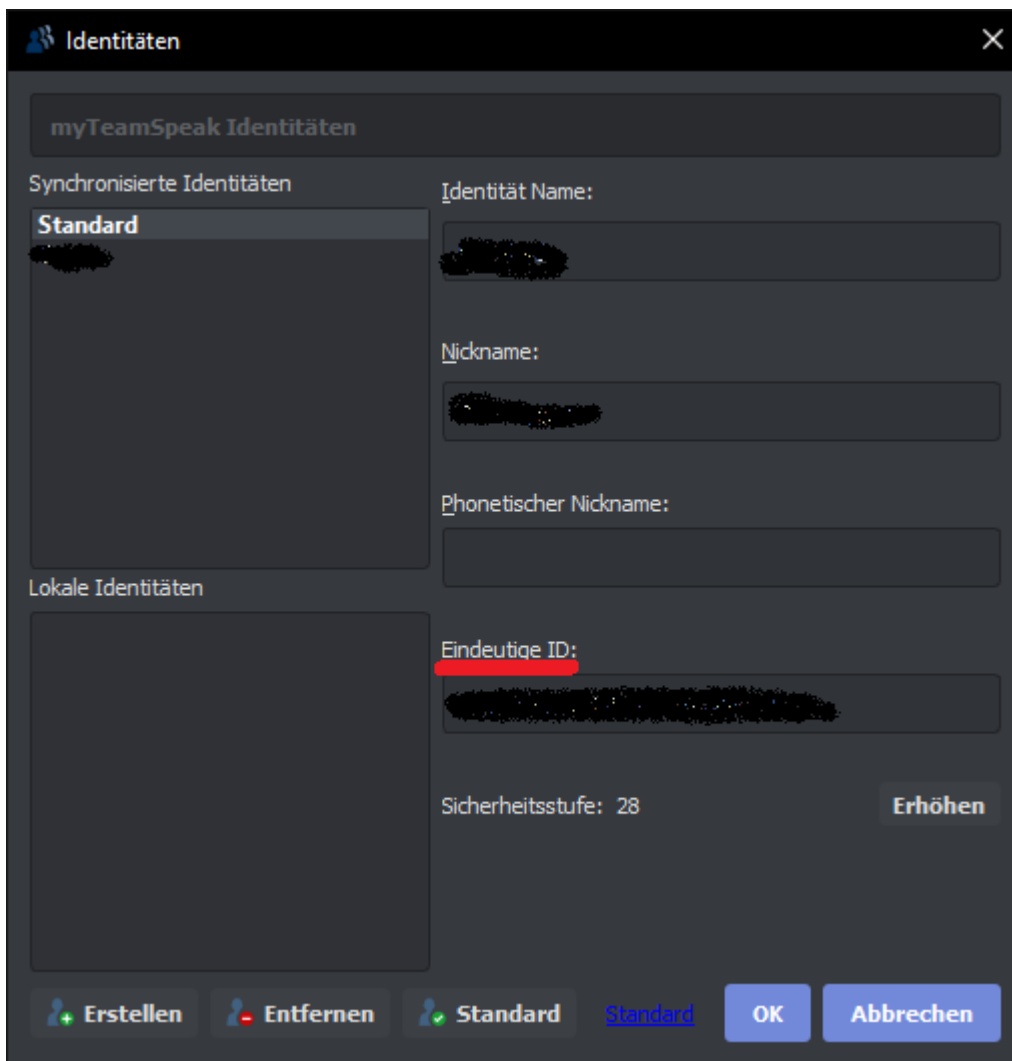 Identitäten
myTeamSpeak Identitäten
Synchronisierte Identitäten
Standard
Identität Name:
Nickname:
Phonetischer Nickname:
Lokale Identitäten
Eindeutige ID:
Sicherheitsstufe: 28
Erhöhen
Erstellen
Entfernen
Standard
Standard
OK
Abbrechen